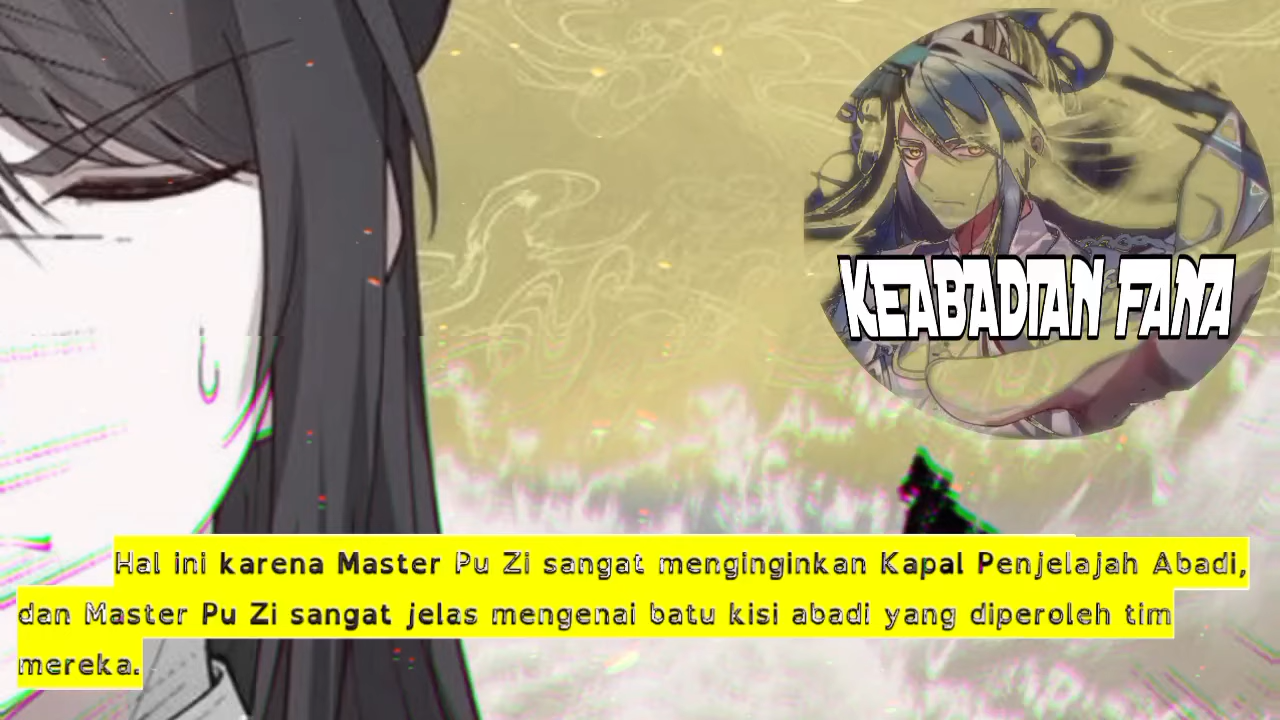 KEABADIAN FANA
Hal ini karena Master Pu Zi sangat menginginkan Kapal Penjelajah Abadi,
dan Master Pu Zi sangat jelas mengenai batu kisi abadi yang diperoleh tim
mereka.